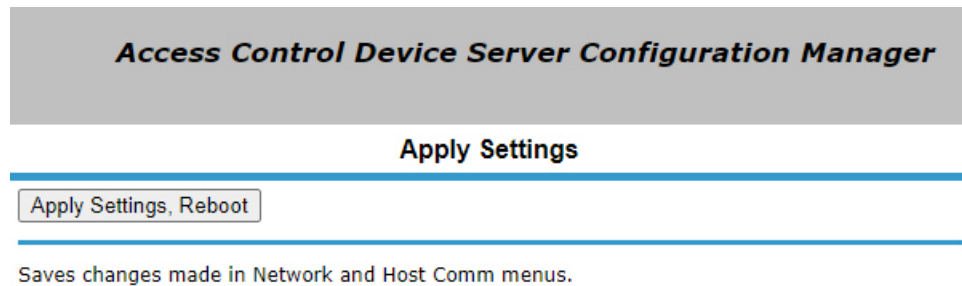 Access Control Device Server Configuration Manager
Apply Settings
Apply Settings, Reboot
Saves changes made in Network and Host Comm menus.